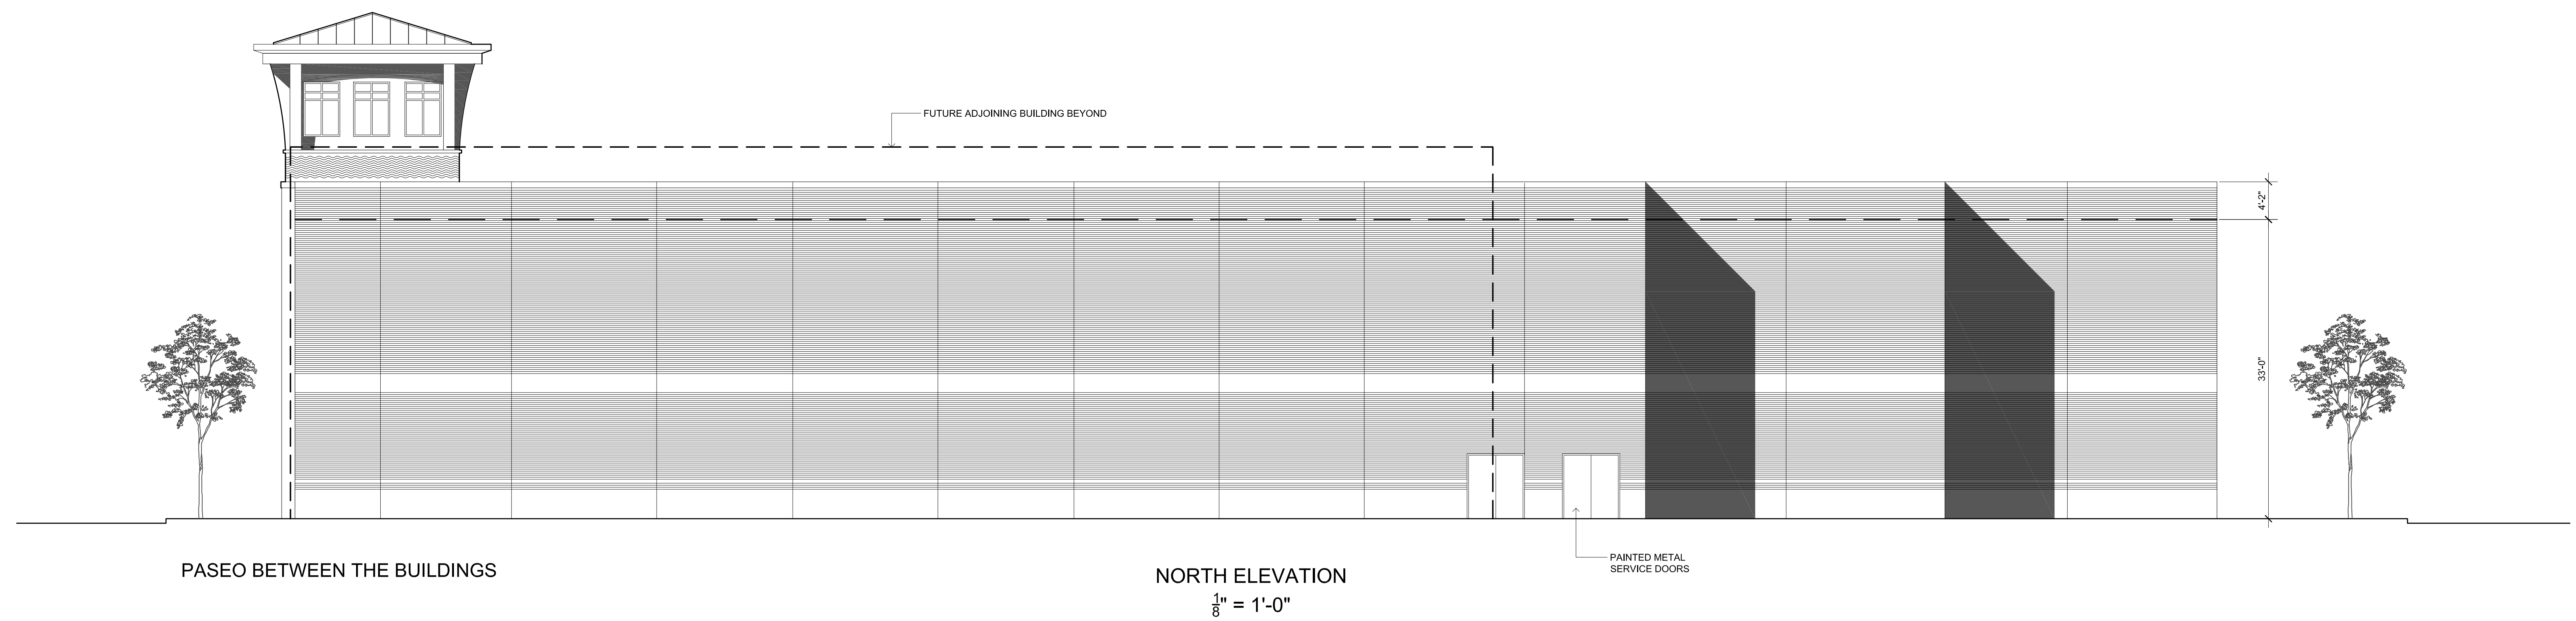 FUTURE ADJOINING BUILDING BEYOND
4'-2"
33'-0"
PAINTED METAL
SERVICE DOORS
PASEO BETWEEN THE BUILDINGS
NORTH ELEVATION
1/8" = 1'-0"